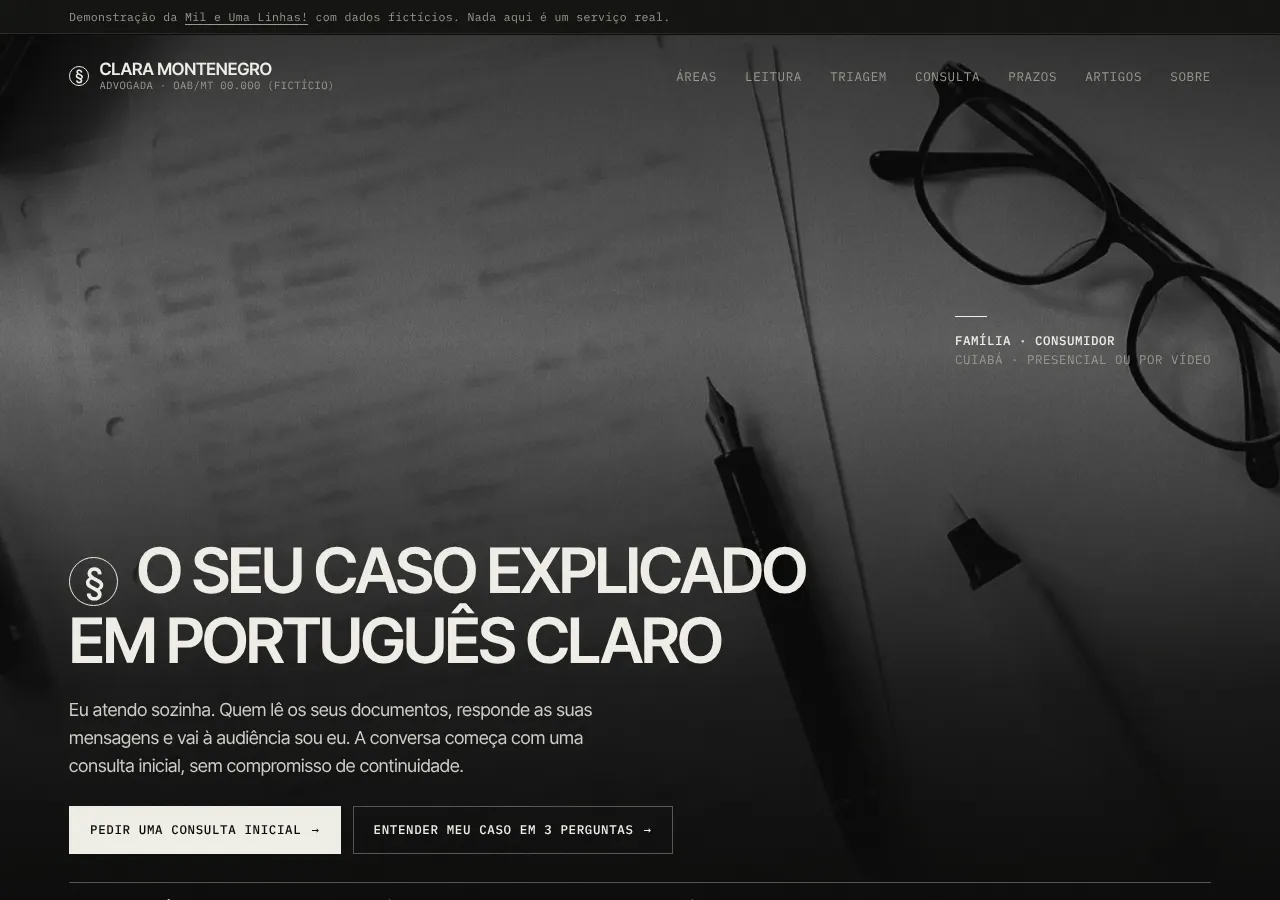 Demonstração da Mil e Uma Linhas! com dados fictícios. Nada aqui é um serviço real.
§ CLARA MONTENEGRO
ADVOGADA · OAB/MT 00.000 (FICTÍCIO)
ÁREAS LEITURA TRIAGEM CONSULTA PRAZOS ARTIGOS SOBRE
FAMÍLIA · CONSUMIDOR
CUIABÁ · PRESENCIAL OU POR VÍDEO
§ O SEU CASO EXPLICADO
EM PORTUGUÊS CLARO
Eu atendo sozinha. Quem lê os seus documentos, responde as suas
mensagens e vai à audiência sou eu. A conversa começa com uma
consulta inicial, sem compromisso de continuidade.
PEDIR UMA CONSULTA INICIAL →
ENTENDER MEU CASO EM 3 PERGUNTAS →